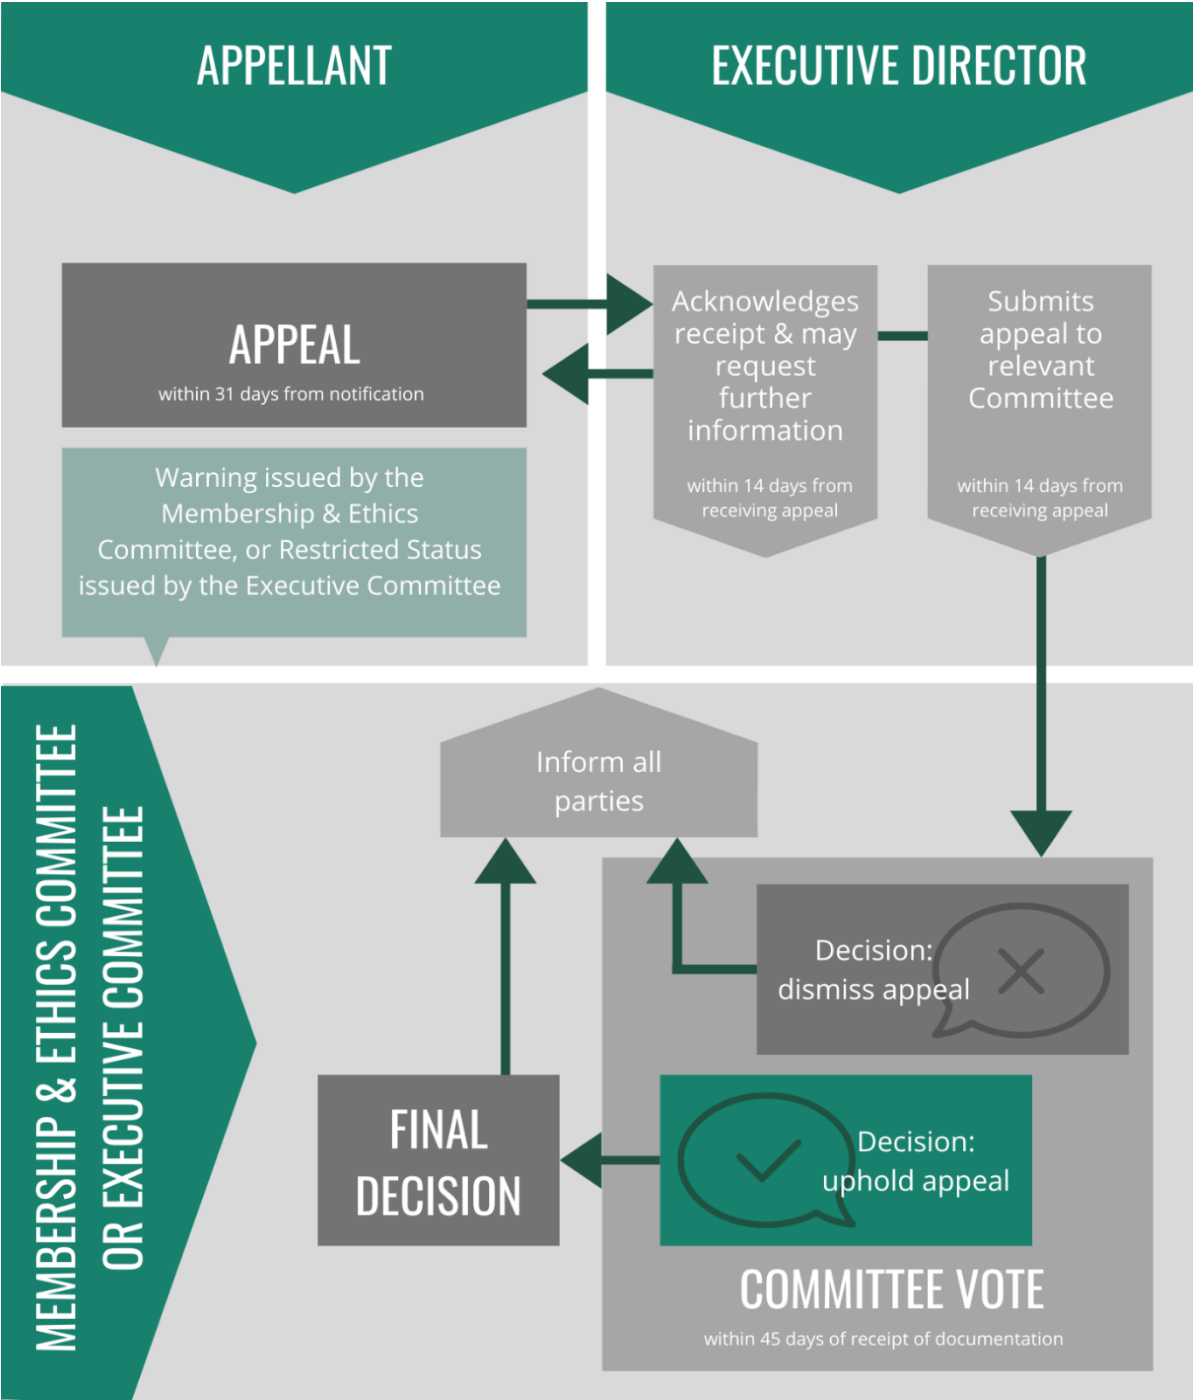 APPELLANT
EXECUTIVE DIRECTOR
APPEAL
within 31 days from notification
Warning issued by the
Membership & Ethics
Committee, or Restricted Status
issued by the Executive Committee
Acknowledges
receipt & may
request
further
information
within 14 days from
receiving appeal
Submits
appeal to
relevant
Committee
within 14 days from
receiving appeal
MEMBERSHIP & ETHICS COMMITTEE
OR EXECUTIVE COMMITTEE
Inform all
parties
Decision:
dismiss appeal
FINAL
DECISION
Decision:
uphold appeal
COMMITTEE VOTE
within 45 days of receipt of documentation